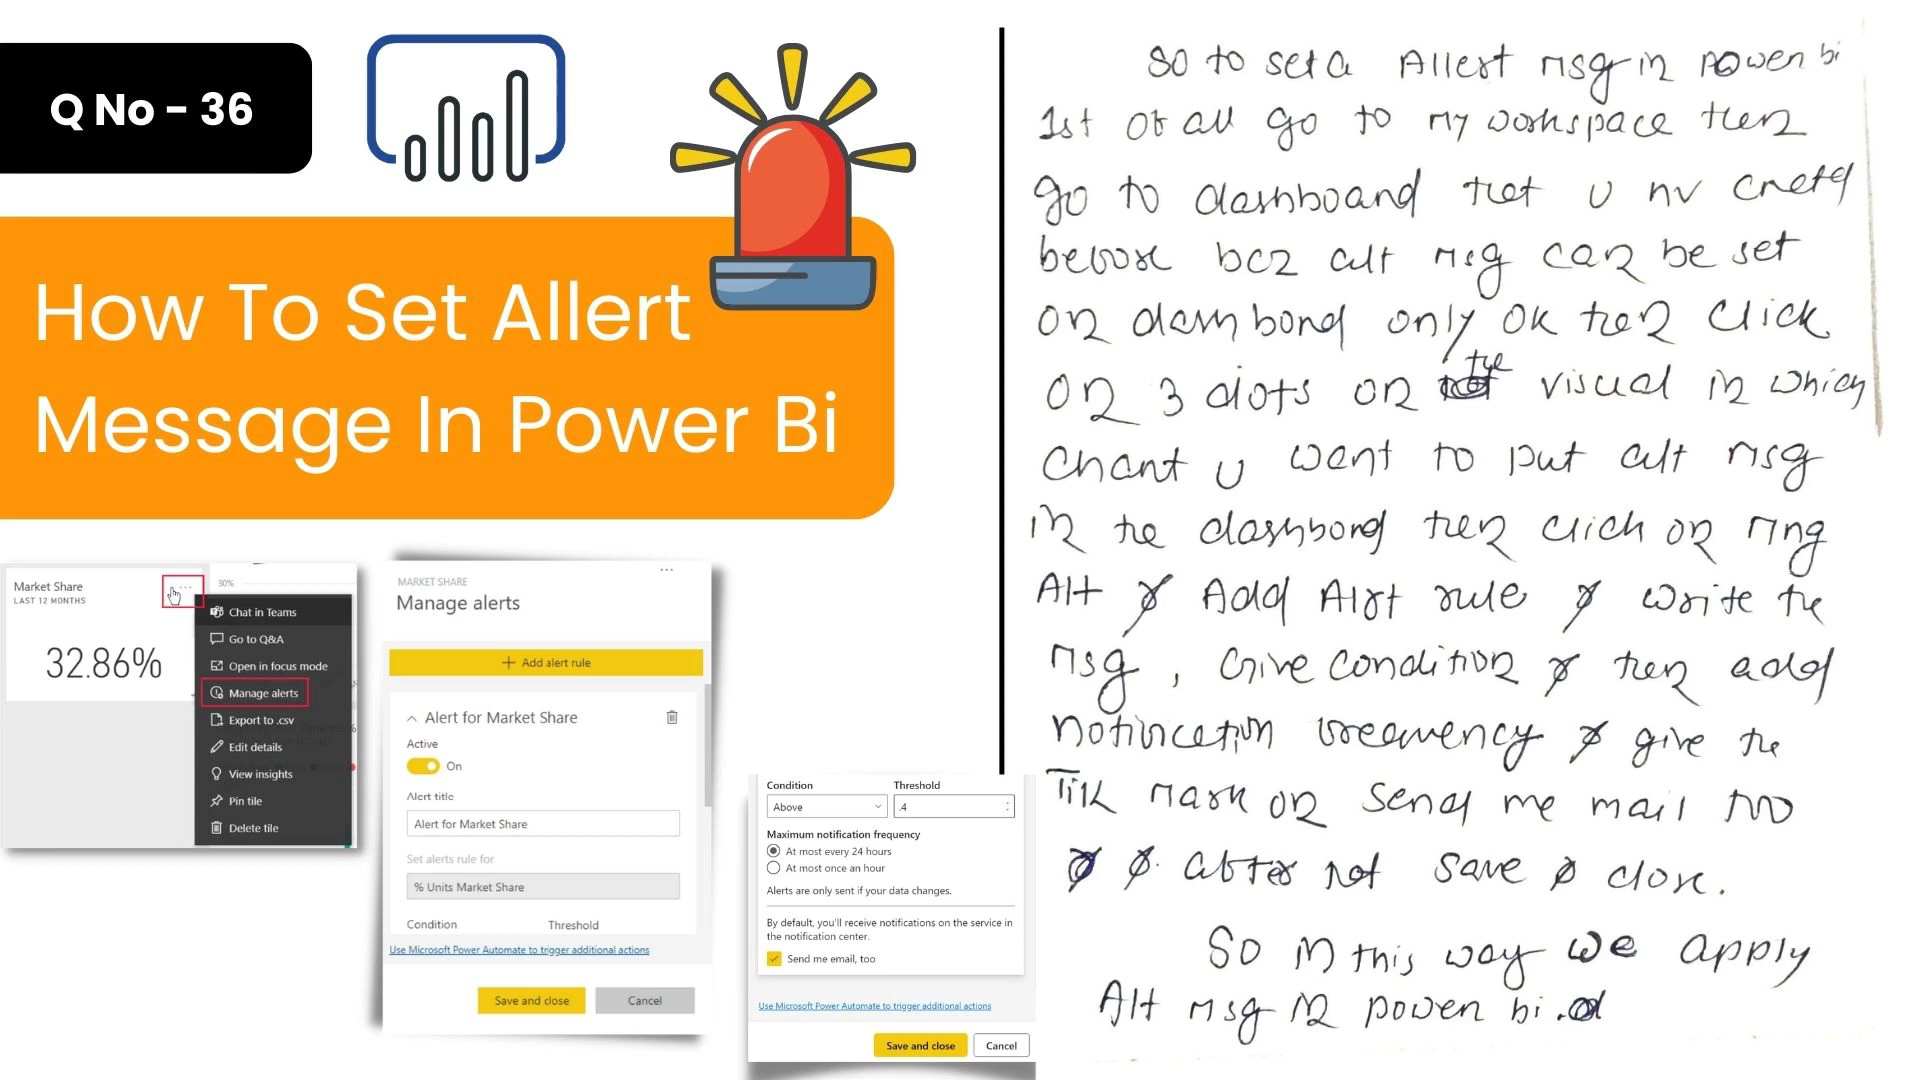 Q No - 36
How To Set Allert
Message In Power Bi
Market Share
LAST 12 MONTHS
32.86%
30%
Chat in Teams
Go to Q&A
Open in focus mode
Manage alerts
Export to .csv
Edit details
View insights
Pin tile
Delete tile
MARKET SHARE
Manage alerts
+ Add alert rule
Alert for Market Share
Active
On
Alert title
Alert for Market Share
Set alerts rule for
% Units Market Share
Condition Threshold
Use Microsoft Power Automate to trigger additional actions
Save and close Cancel
Condition Threshold
Above .4
Maximum notification frequency
At most every 24 hours
At most once an hour
Alerts are only sent if your data changes.
By default, you'll receive notifications on the service in
the notification center.
Send me email, too
Use Microsoft Power Automate to trigger additional actions
Save and close Cancel
So to set a Allert msg in power bi
1st of all go to my workspace then
go to dashboard that u hv
before bcz alt msg can be set
on only ok then click
on 3 dots on the visual in which
chart u want to put alt msg
in the then click on
Alt & Add rule & write the
msg, Give condition & then add
notification frequency & give the
Tik mark on send me mail too
& after save & close.
So in this way we apply
Alt msg in power bi.